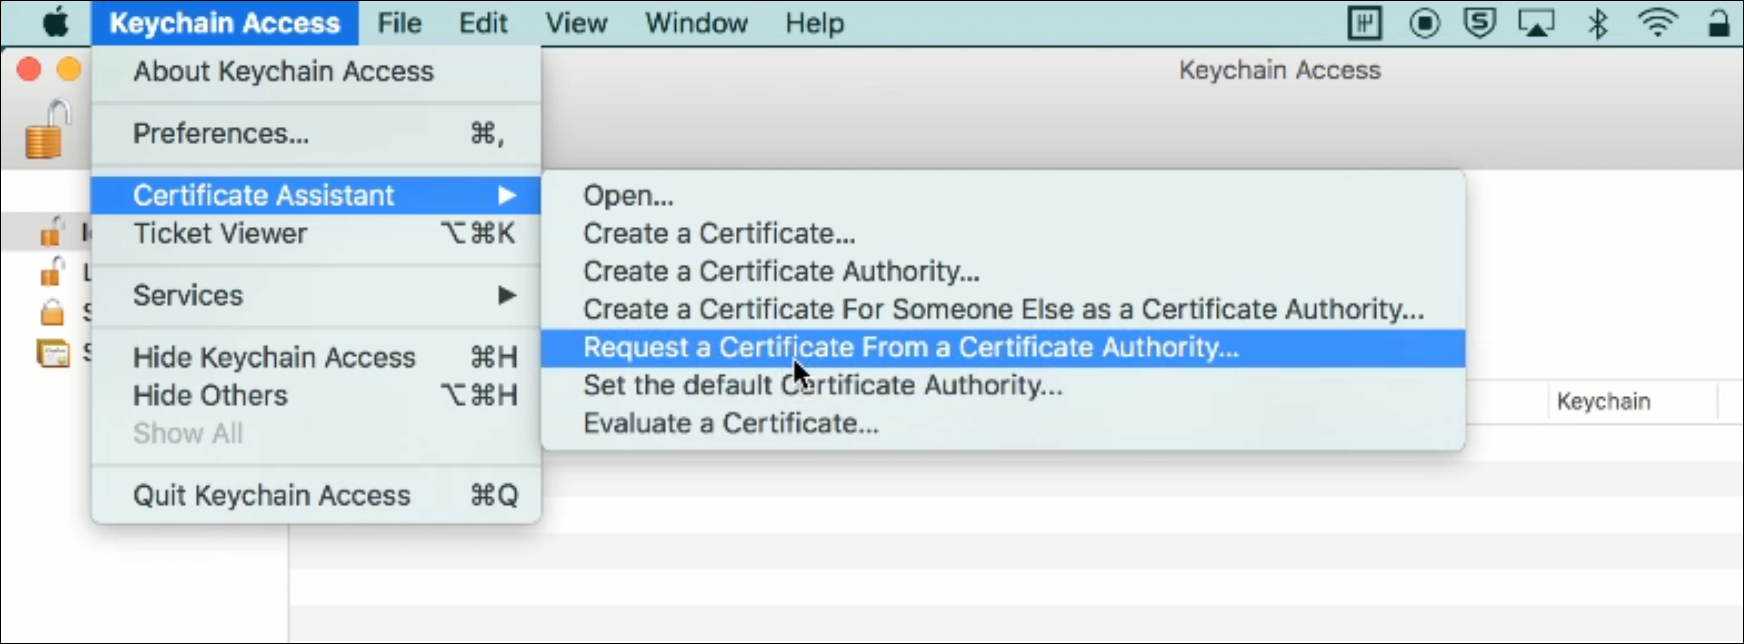 Keychain Access File Edit View Window Help
Keychain Access
About Keychain Access
Preferences... ⌘,
Certificate Assistant ▶
Ticket Viewer ⌥⌘K
Services ▶
Hide Keychain Access ⌘H
Hide Others ⌥⌘H
Show All
Quit Keychain Access ⌘Q
Open...
Create a Certificate...
Create a Certificate Authority...
Create a Certificate For Someone Else as a Certificate Authority...
Request a Certificate From a Certificate Authority...
Set the default Certificate Authority...
Evaluate a Certificate...
Keychain